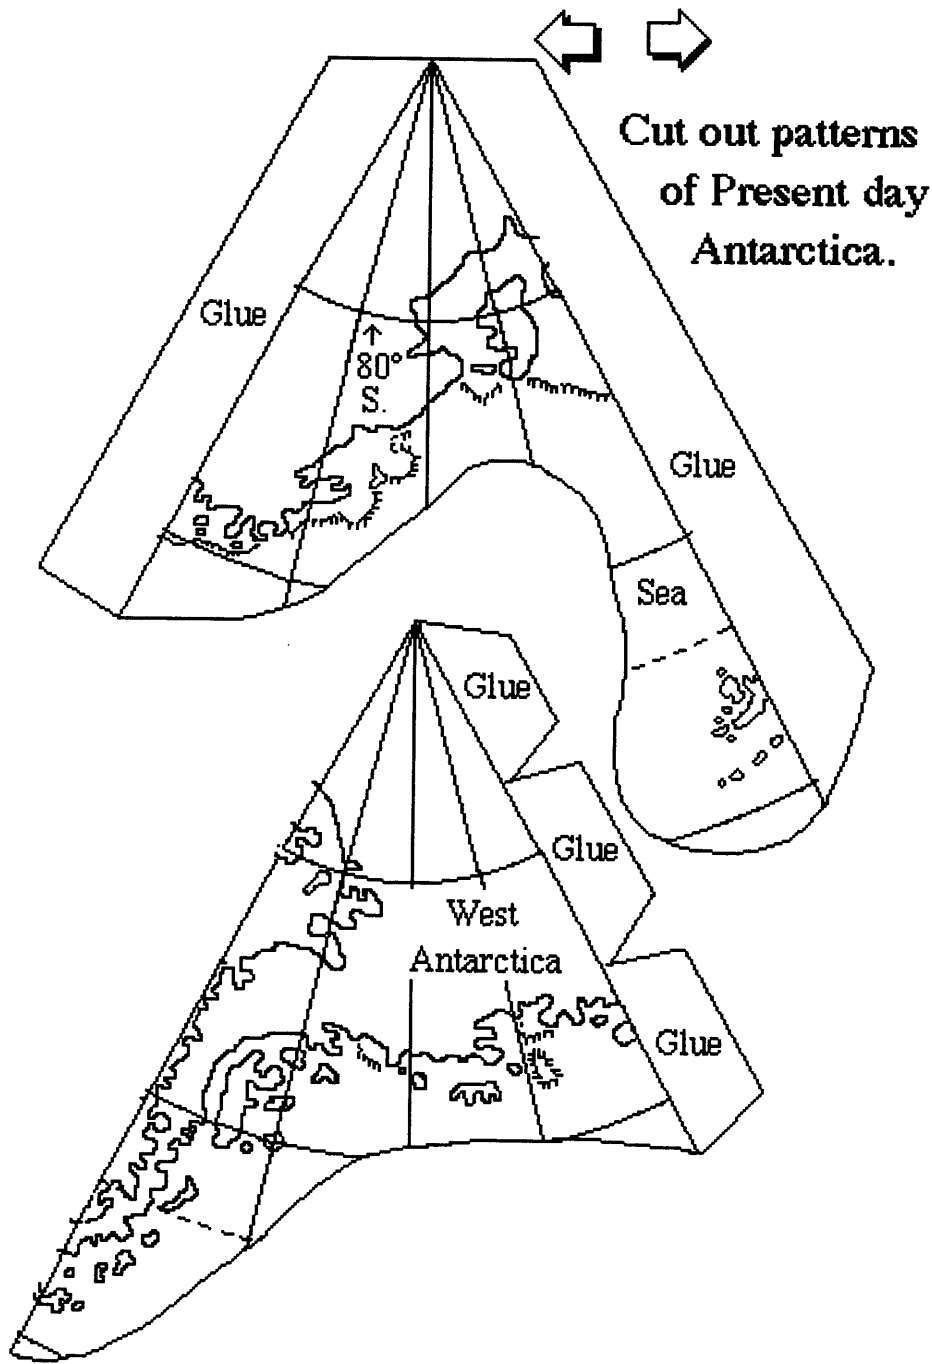 Cut out patterns
of Present day
Antarctica.
Glue
80°
S.
Glue
Sea
Glue
Glue
West
Antarctica
Glue